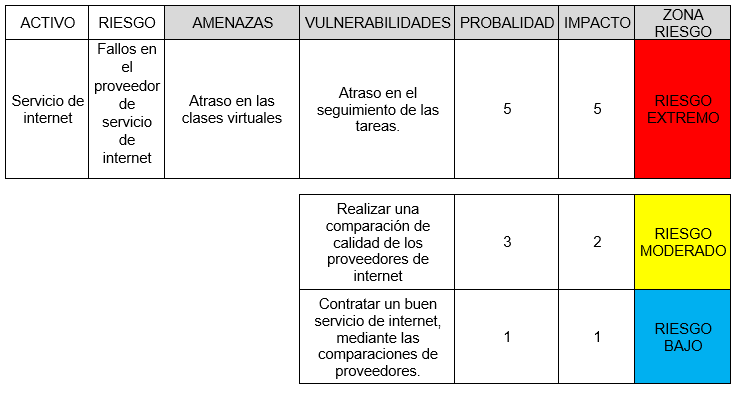 ACTIVO
RIESGO
AMENAZAS
VULNERABILIDADES
PROBALIDAD
IMPACTO
ZONA
RIESGO
Servicio de
internet
Fallos en
el
proveedor
de
servicio
de
internet
Atraso en las
clases virtuales
Atraso en el
seguimiento de las
tareas.
5
5
RIESGO
EXTREMO
Realizar una
comparación de
calidad de los
proveedores de
internet
3
2
RIESGO
MODERADO
Contratar un buen
servicio de internet,
mediante las
comparaciones de
proveedores.
1
1
RIESGO
BAJO